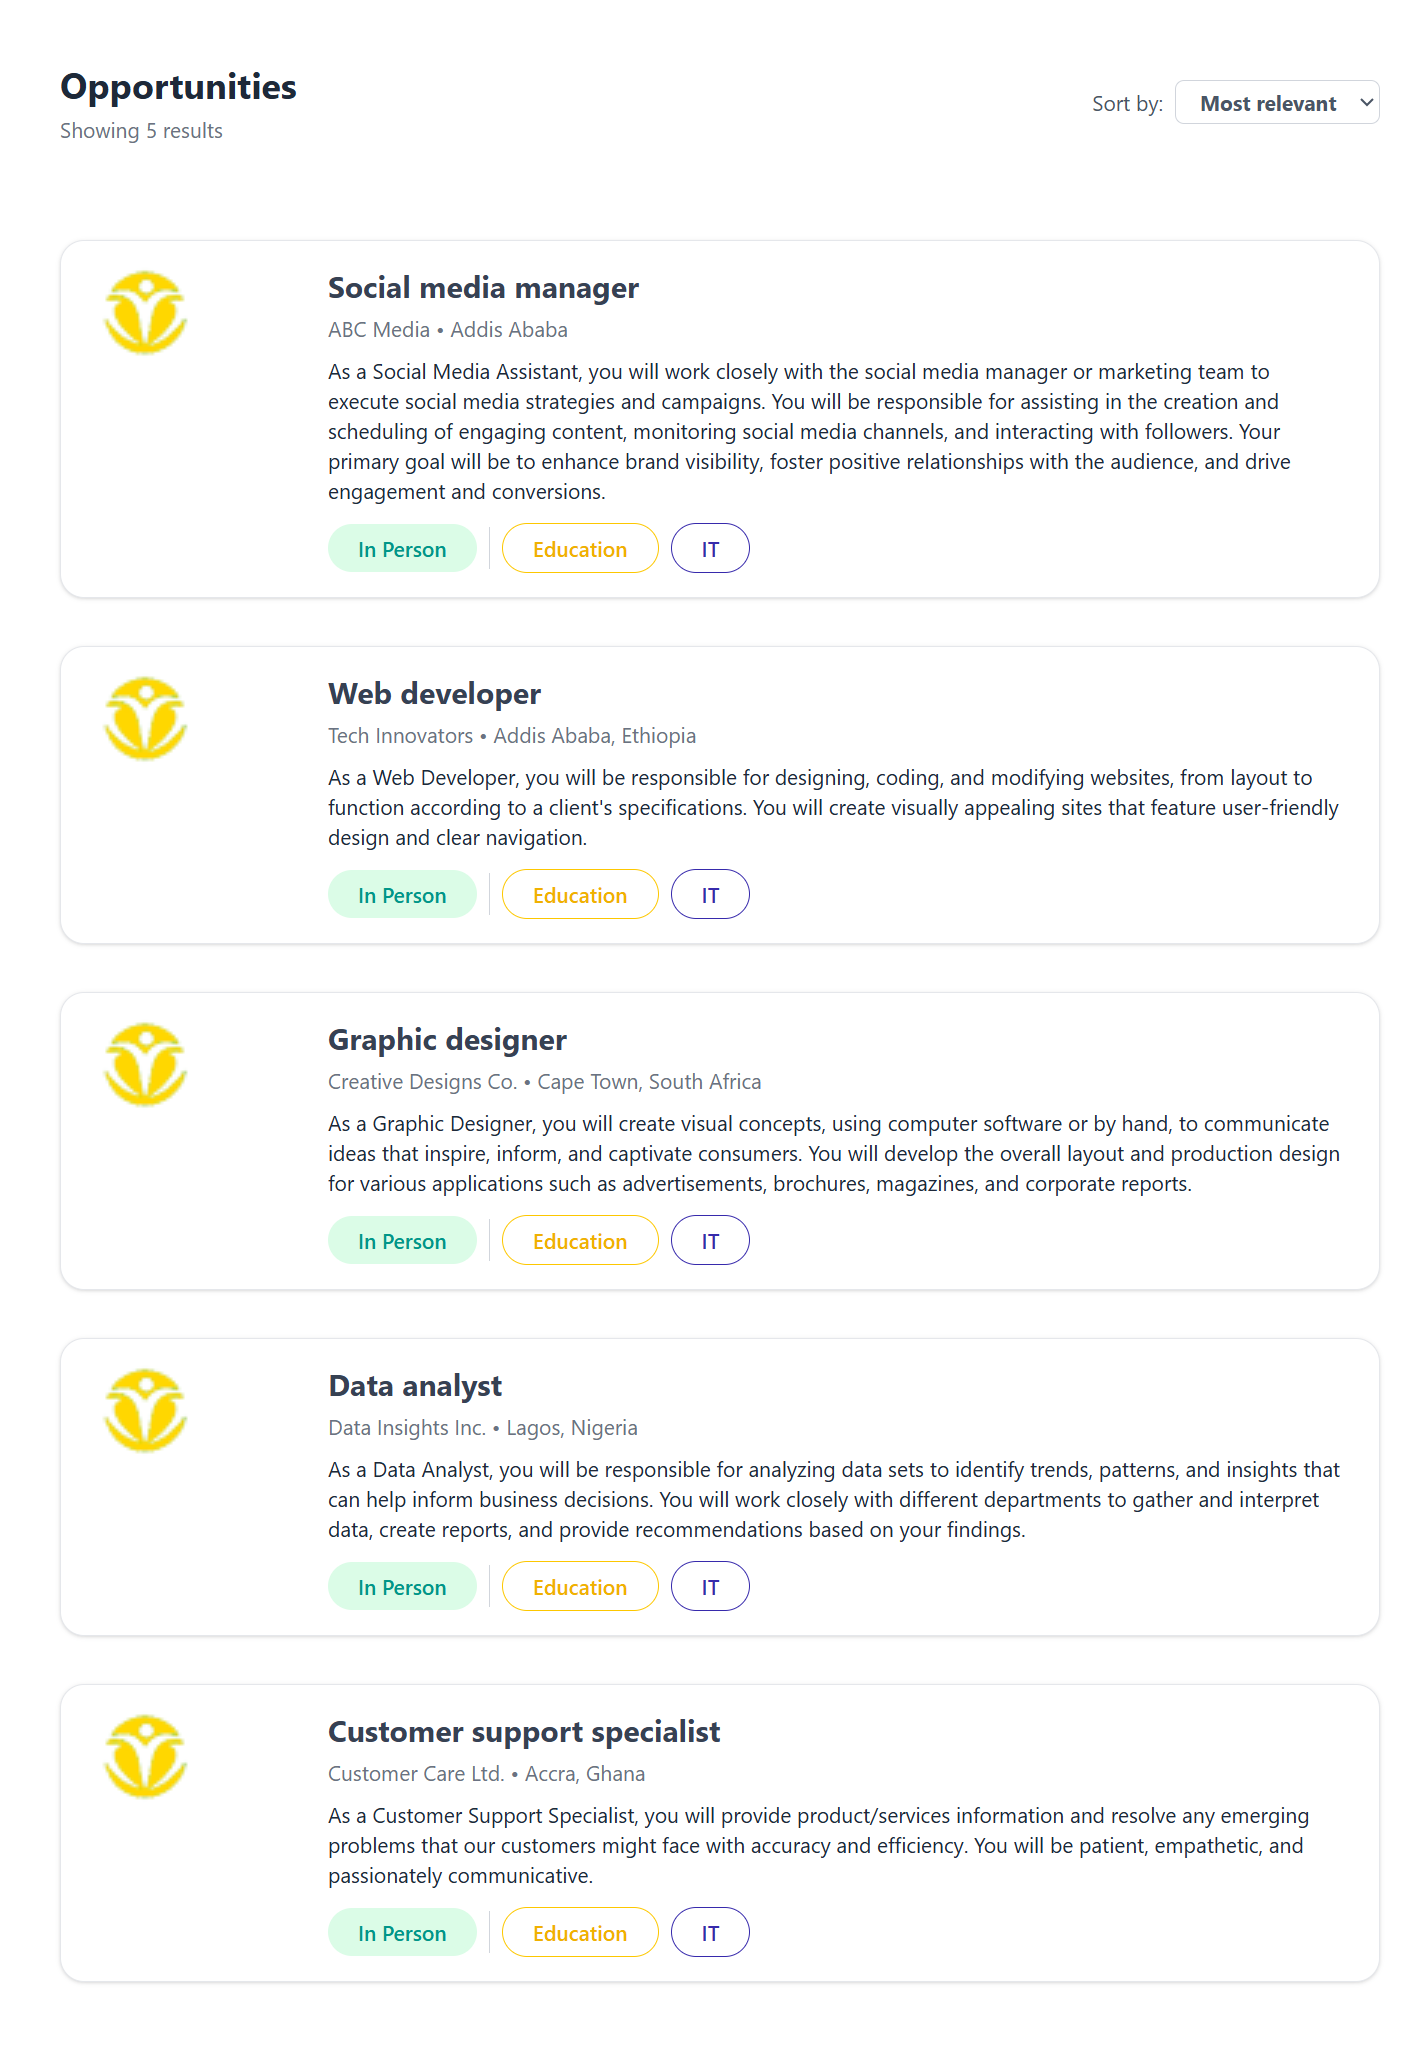 Opportunities
Showing 5 results
Sort by: Most relevant
Social media manager
ABC Media • Addis Ababa
As a Social Media Assistant, you will work closely with the social media manager or marketing team to
execute social media strategies and campaigns. You will be responsible for assisting in the creation and
scheduling of engaging content, monitoring social media channels, and interacting with followers. Your
primary goal will be to enhance brand visibility, foster positive relationships with the audience, and drive
engagement and conversions.
In Person Education IT
Web developer
Tech Innovators • Addis Ababa, Ethiopia
As a Web Developer, you will be responsible for designing, coding, and modifying websites, from layout to
function according to a client's specifications. You will create visually appealing sites that feature user-friendly
design and clear navigation.
In Person Education IT
Graphic designer
Creative Designs Co. • Cape Town, South Africa
As a Graphic Designer, you will create visual concepts, using computer software or by hand, to communicate
ideas that inspire, inform, and captivate consumers. You will develop the overall layout and production design
for various applications such as advertisements, brochures, magazines, and corporate reports.
In Person Education IT
Data analyst
Data Insights Inc. • Lagos, Nigeria
As a Data Analyst, you will be responsible for analyzing data sets to identify trends, patterns, and insights that
can help inform business decisions. You will work closely with different departments to gather and interpret
data, create reports, and provide recommendations based on your findings.
In Person Education IT
Customer support specialist
Customer Care Ltd. • Accra, Ghana
As a Customer Support Specialist, you will provide product/services information and resolve any emerging
problems that our customers might face with accuracy and efficiency. You will be patient, empathetic, and
passionately communicative.
In Person Education IT